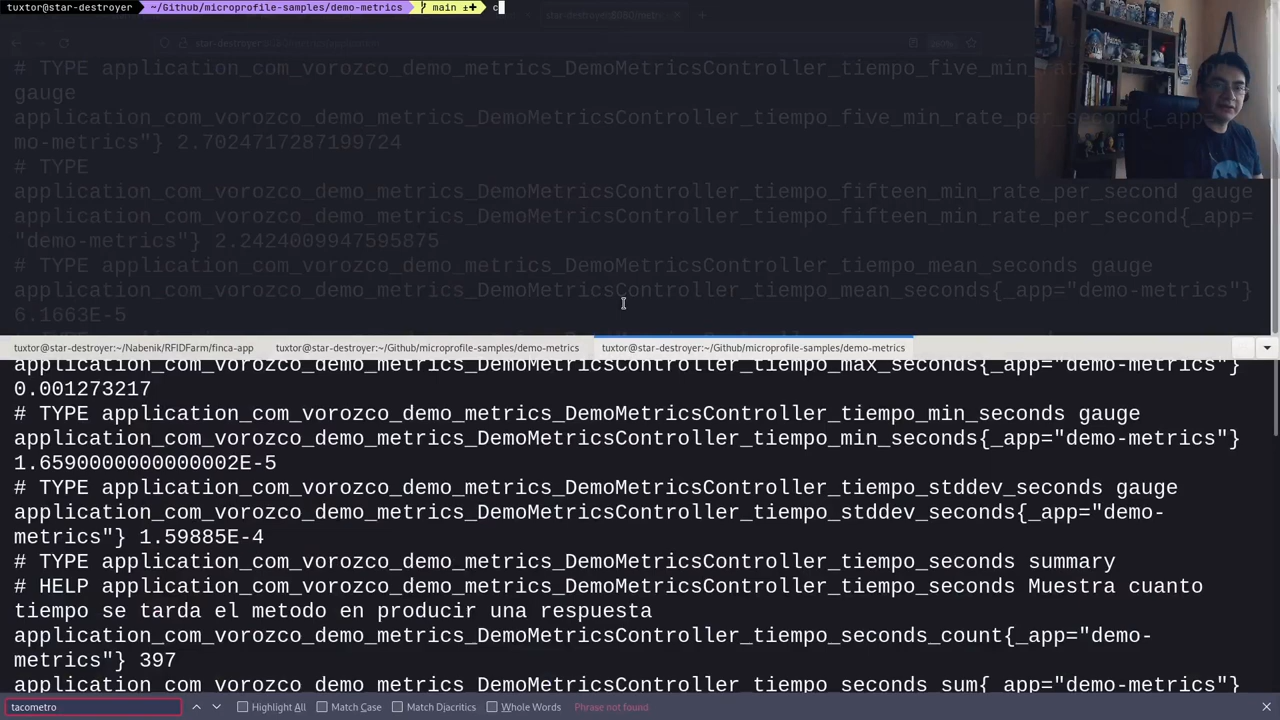 tuxtor@star-destroyer ~/Github/microprofile-samples/demo-metrics main ±✚ c
# TYPE application_com_vorozco_demo_metrics_DemoMetricsController_tiempo_five_min_rate_per_second
gauge
application_com_vorozco_demo_metrics_DemoMetricsController_tiempo_five_min_rate_per_second{_app=
mo-metrics"} 2.7024717287199724
# TYPE
application_com_vorozco_demo_metrics_DemoMetricsController_tiempo_fifteen_min_rate_per_second gauge
application_com_vorozco_demo_metrics_DemoMetricsController_tiempo_fifteen_min_rate_per_second{_app=
"demo-metrics"} 2.2424009947595875
# TYPE application_com_vorozco_demo_metrics_DemoMetricsController_tiempo_mean_seconds gauge
application_com_vorozco_demo_metrics_DemoMetricsController_tiempo_mean_seconds{_app="demo-metrics"}
6.1663E-5
tuxtor@star-destroyer:~/Nabenik/RFIDFarm/finca-app tuxtor@star-destroyer:~/Github/microprofile-samples/demo-metrics tuxtor@star-destroyer:~/Github/microprofile-samples/demo-metrics
application_com_vorozco_demo_metrics_DemoMetricsController_tiempo_max_seconds{_app="demo-metrics"}
0.001273217
# TYPE application_com_vorozco_demo_metrics_DemoMetricsController_tiempo_min_seconds gauge
application_com_vorozco_demo_metrics_DemoMetricsController_tiempo_min_seconds{_app="demo-metrics"}
1.6590000000000002E-5
# TYPE application_com_vorozco_demo_metrics_DemoMetricsController_tiempo_stddev_seconds gauge
application_com_vorozco_demo_metrics_DemoMetricsController_tiempo_stddev_seconds{_app="demo-
metrics"} 1.59885E-4
# TYPE application_com_vorozco_demo_metrics_DemoMetricsController_tiempo_seconds summary
# HELP application_com_vorozco_demo_metrics_DemoMetricsController_tiempo_seconds Muestra cuanto
tiempo se tarda el metodo en producir una respuesta
application_com_vorozco_demo_metrics_DemoMetricsController_tiempo_seconds_count{_app="demo-
metrics"} 397
application_com_vorozco_demo_metrics_DemoMetricsController_tiempo_seconds_sum{_app="demo-metrics"}
tacometro Highlight All Match Case Match Diacritics Whole Words Phrase not found